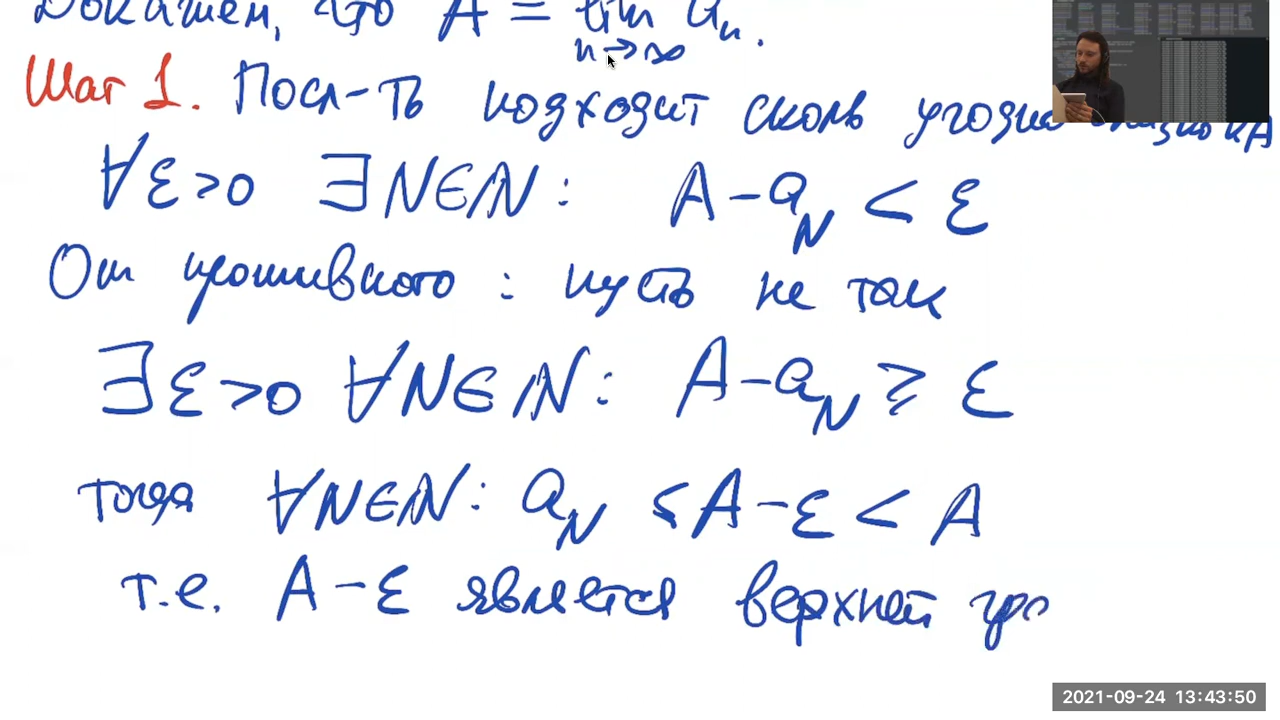 Докажем, что A = lim aₙ.
n→∞
Шаг 1. Посл-ть подходит сколь угодно близко к A
∀ε>0 ∃N∈ℕ: A-a_N < ε
От противного: пусть не так
∃ε>0 ∀N∈ℕ: A-a_N ≥ ε
тогда ∀N∈ℕ: a_N ≤ A-ε < A
т.е. A-ε является верхней гра
2021-09-24 13:43:50